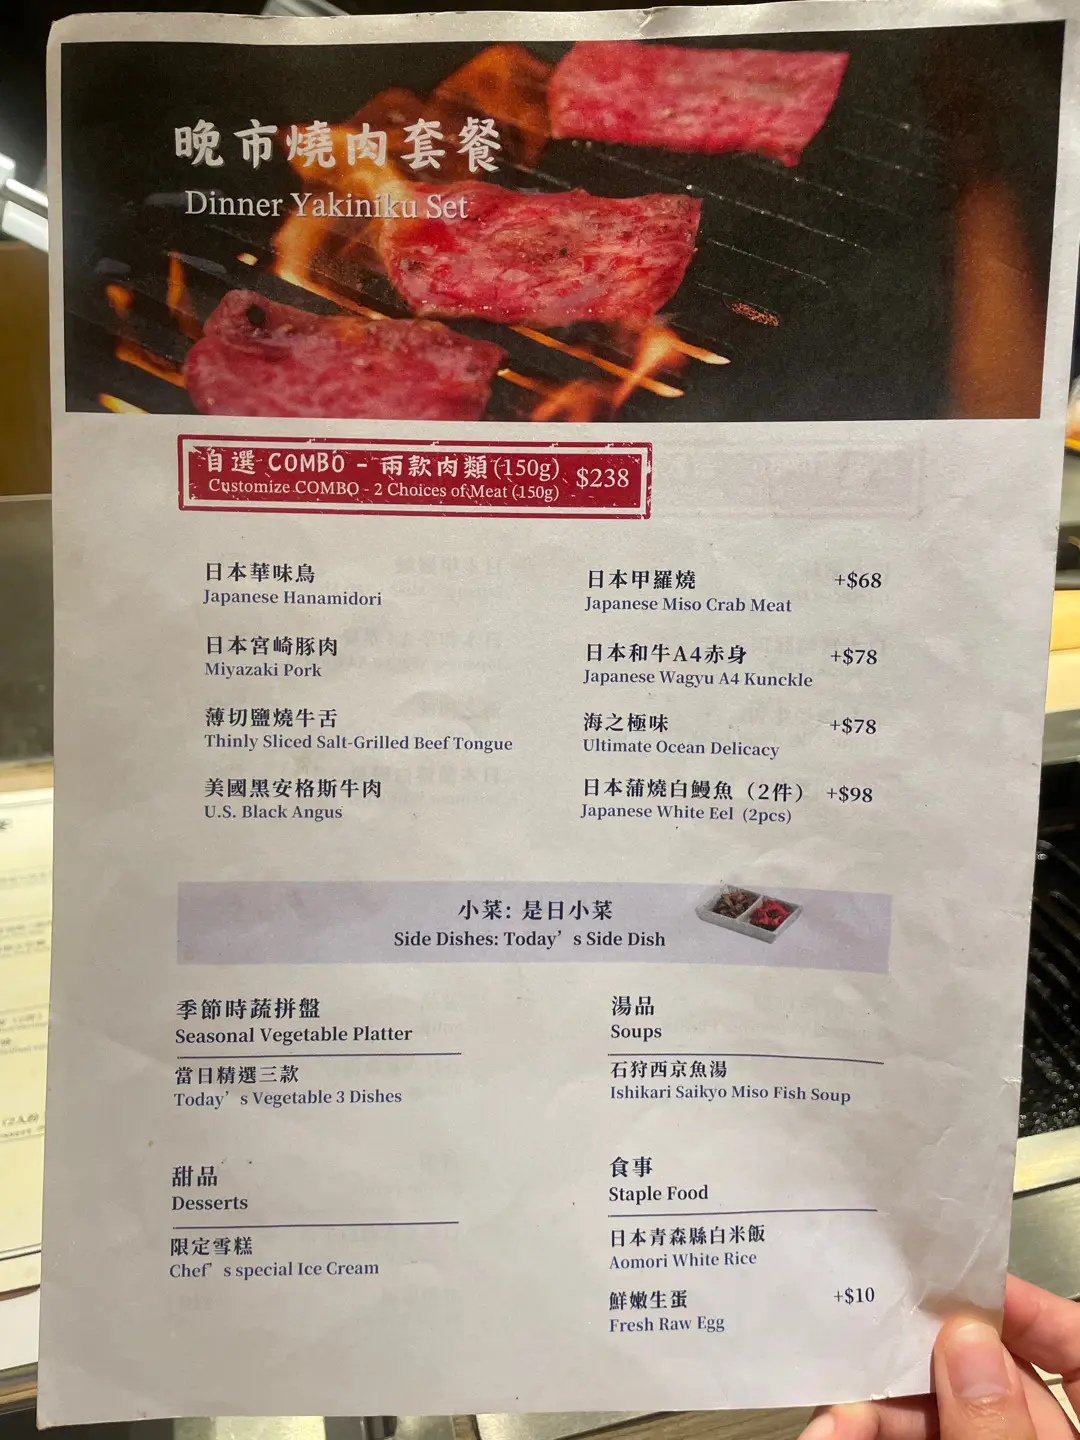 晚市燒肉套餐
Dinner Yakiniku Set
自選 COMBO - 兩款肉類(150g)
Customize COMBO - 2 Choices of Meat (150g)
$238
日本華味鳥
Japanese Hanamidori
日本宮崎豚肉
Miyazaki Pork
薄切鹽燒牛舌
Thinly Sliced Salt-Grilled Beef Tongue
美國黑安格斯牛肉
U.S. Black Angus
日本甲羅燒 +$68
Japanese Miso Crab Meat
日本和牛A4赤身 +$78
Japanese Wagyu A4 Kunckle
海之極味 +$78
Ultimate Ocean Delicacy
日本蒲燒白鰻魚（2件） +$98
Japanese White Eel (2pcs)
小菜: 是日小菜
Side Dishes: Today’s Side Dish
季節時蔬拼盤
Seasonal Vegetable Platter
當日精選三款
Today’s Vegetable 3 Dishes
湯品
Soups
石狩西京魚湯
Ishikari Saikyo Miso Fish Soup
甜品
Desserts
限定雪糕
Chef’s special Ice Cream
食事
Staple Food
日本青森縣白米飯
Aomori White Rice
鮮嫩生蛋 +$10
Fresh Raw Egg